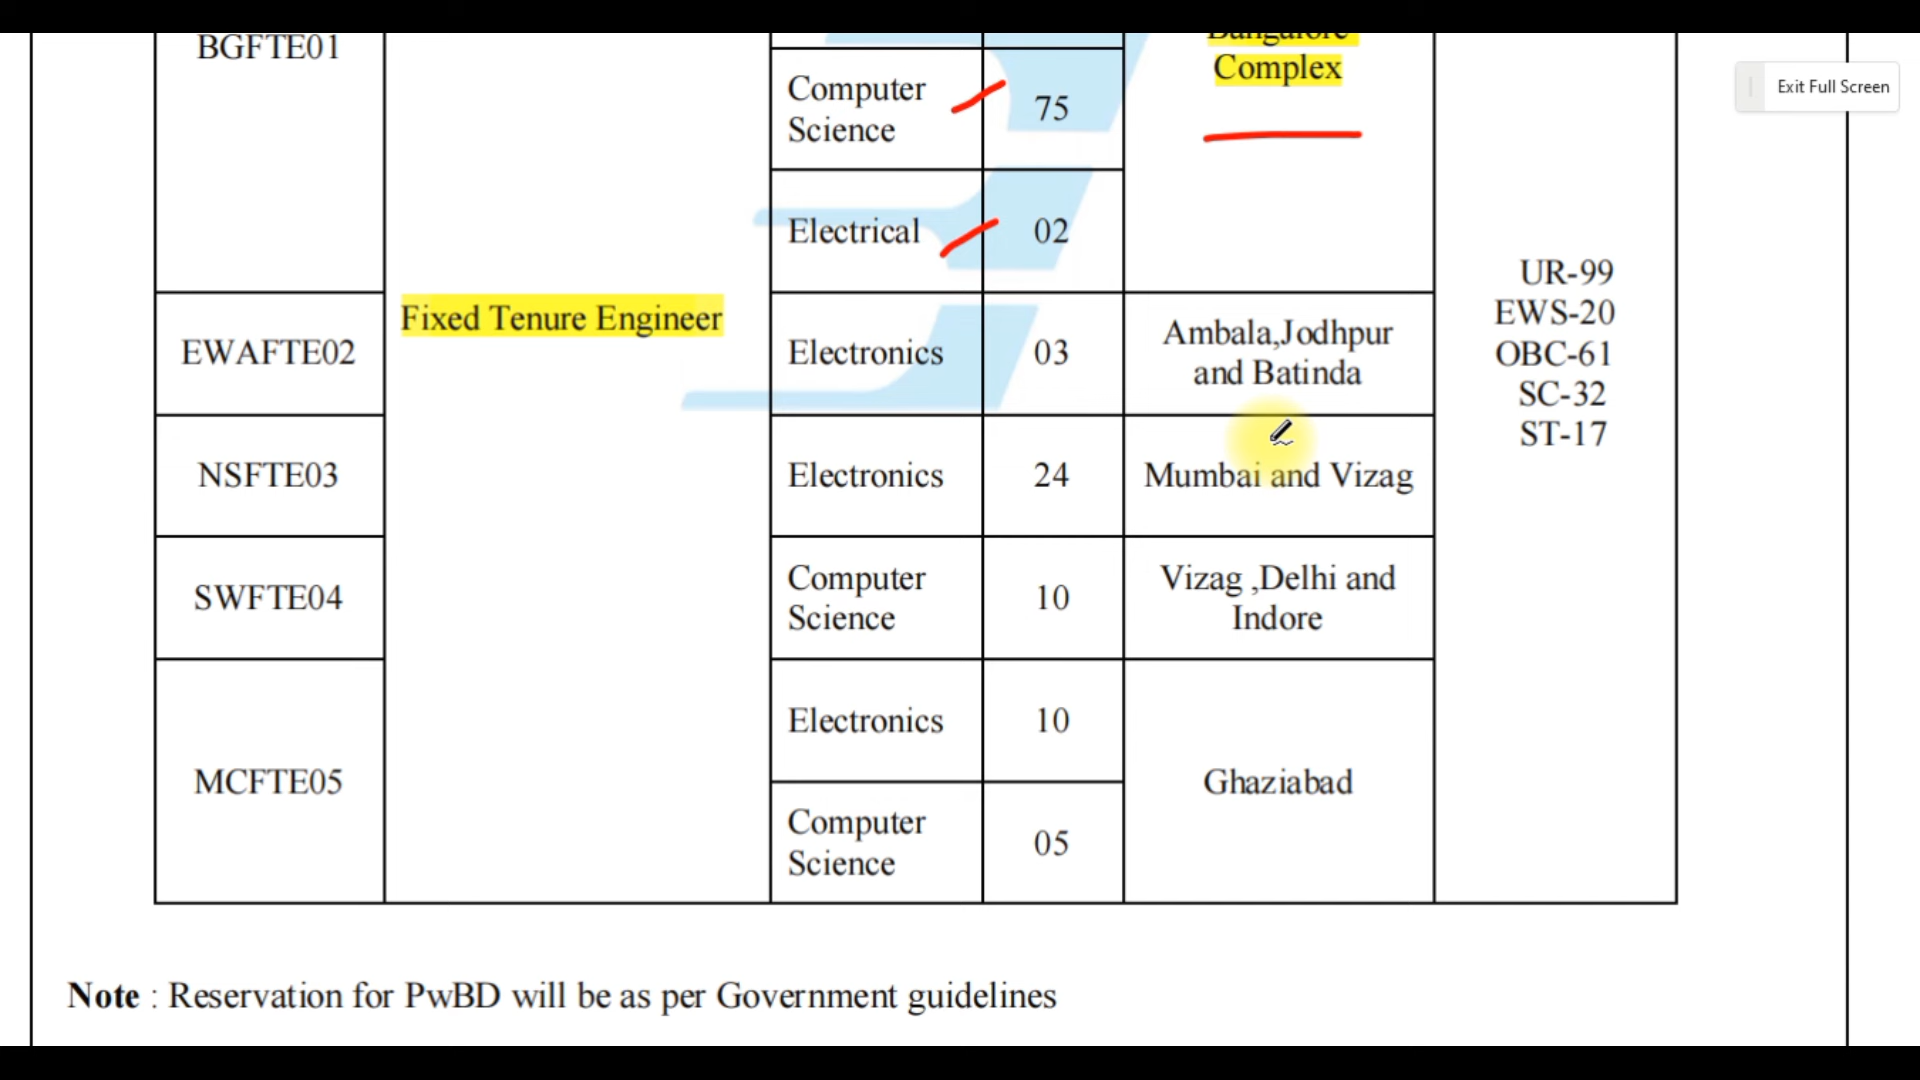 BGFTE01
Bangalore
Complex
Exit Full Screen
Computer
Science
75
Electrical
02
Fixed Tenure Engineer
UR-99
EWS-20
OBC-61
SC-32
ST-17
EWAFTE02
Electronics
03
Ambala,Jodhpur
and Batinda
NSFTE03
Electronics
24
Mumbai and Vizag
SWFTE04
Computer
Science
10
Vizag ,Delhi and
Indore
MCFTE05
Electronics
10
Ghaziabad
Computer
Science
05
Note : Reservation for PwBD will be as per Government guidelines